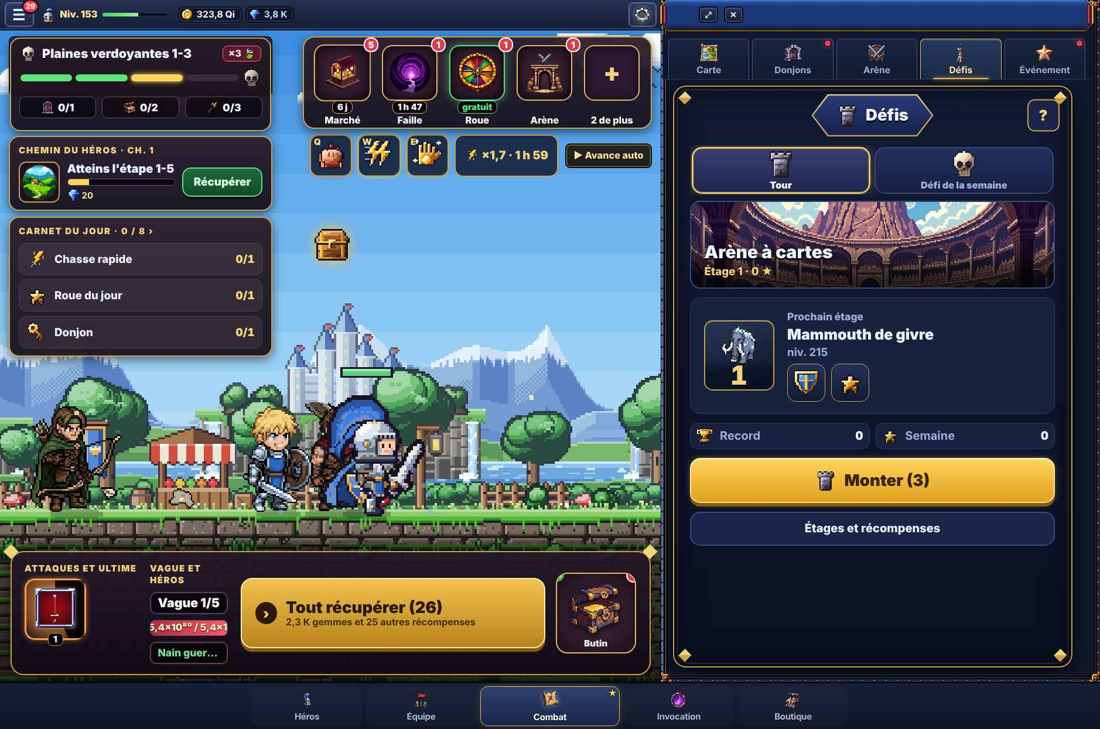 29
Niv. 153
323,8 Qi
3,8 K
Plaines verdoyantes 1-3
×3
0/1
0/2
0/3
CHEMIN DU HÉROS · CH. 1
Atteins l'étape 1-5
20
Récupérer
CARNET DU JOUR · 0 / 8 ›
Chasse rapide 0/1
Roue du jour 0/1
Donjon 0/1
5
1
1
1
6 j
1 h 47
gratuit
Marché
Faille
Roue
Arène
+
2 de plus
Q
W
E
×1,7 · 1 h 59
Avance auto
ATTAQUES ET ULTIME
1
VAGUE ET
HÉROS
Vague 1/5
Nain guer...
Tout récupérer (26)
2,3 K gemmes et 25 autres récompenses
Butin
Héros
Équipe
Combat
Invocation
Boutique
Carte
Donjons
Arène
Défis
Événement
Défis
?
Tour
Défi de la semaine
Arène à cartes
Étage 1 · 0 ★
Prochain étage
Mammouth de givre
niv. 215
1
Record 0
Semaine 0
Monter (3)
Étages et récompenses